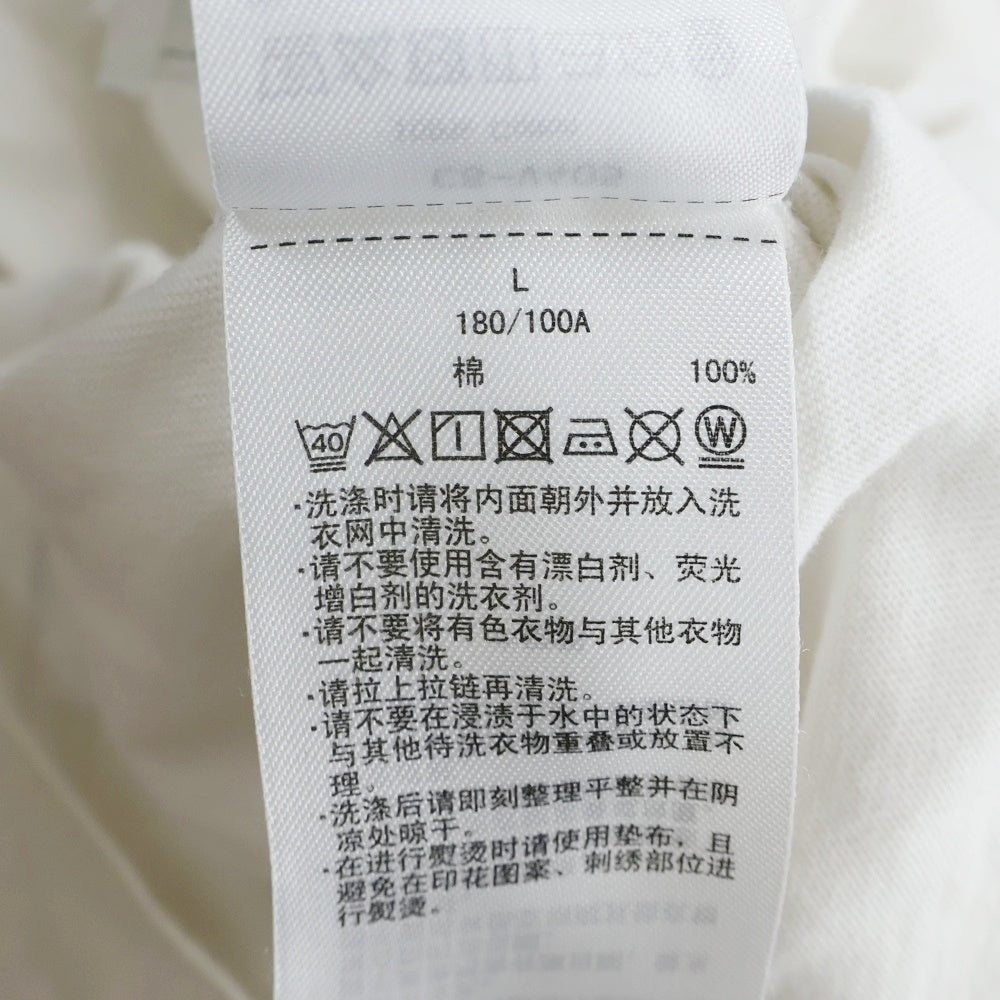 L
180/100A
棉 100%
40 W
·洗涤时请将内面朝外并放入洗
衣网中清洗。
·请不要使用含有漂白剂、荧光
增白剂的洗衣剂。
·请不要将有色衣物与其他衣物
一起清洗。
·请拉上拉链再清洗。
·请不要在浸渍于水中的状态下
与其他待洗衣物重叠或放置不
理。
·洗涤后请即刻整理平整并在阴
凉处晾干。
·在进行熨烫时请使用垫布，且
避免在印花图案、刺绣部位进
行熨烫。